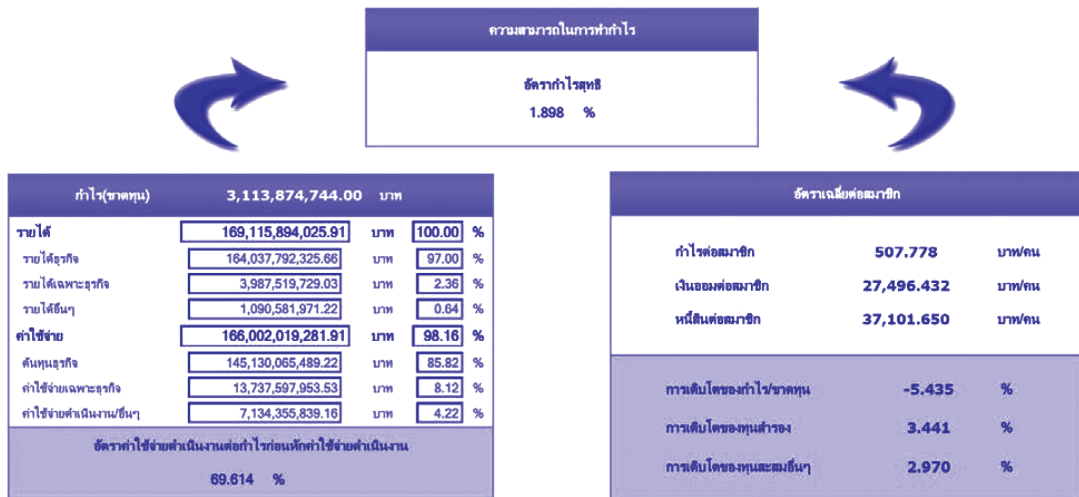 ความสามารถในการทำกำไร
อัตรากำไรสุทธิ
1.898 %
กำไร(ขาดทุน) 3,113,874,744.00 บาท
รายได้ 169,115,894,025.91 บาท 100.00 %
รายได้ธุรกิจ 164,037,792,325.66 บาท 97.00 %
รายได้เฉพาะธุรกิจ 3,987,519,729.03 บาท 2.36 %
รายได้อื่นๆ 1,090,581,971.22 บาท 0.64 %
ค่าใช้จ่าย 166,002,019,281.91 บาท 98.16 %
ต้นทุนธุรกิจ 145,130,065,489.22 บาท 85.82 %
ค่าใช้จ่ายเฉพาะธุรกิจ 13,737,597,953.53 บาท 8.12 %
ค่าใช้จ่ายดำเนินงาน/อื่นๆ 7,134,355,839.16 บาท 4.22 %
อัตราค่าใช้จ่ายดำเนินงานต่อกำไรก่อนหักค่าใช้จ่ายดำเนินงาน
69.614 %
อัตราเฉลี่ยต่อสมาชิก
กำไรต่อสมาชิก 507.778 บาท/คน
เงินออมต่อสมาชิก 27,496.432 บาท/คน
หนี้สินต่อสมาชิก 37,101.650 บาท/คน
การเติบโตของกำไร/ขาดทุน -5.435 %
การเติบโตของทุนสำรอง 3.441 %
การเติบโตของทุนสะสมอื่นๆ 2.970 %